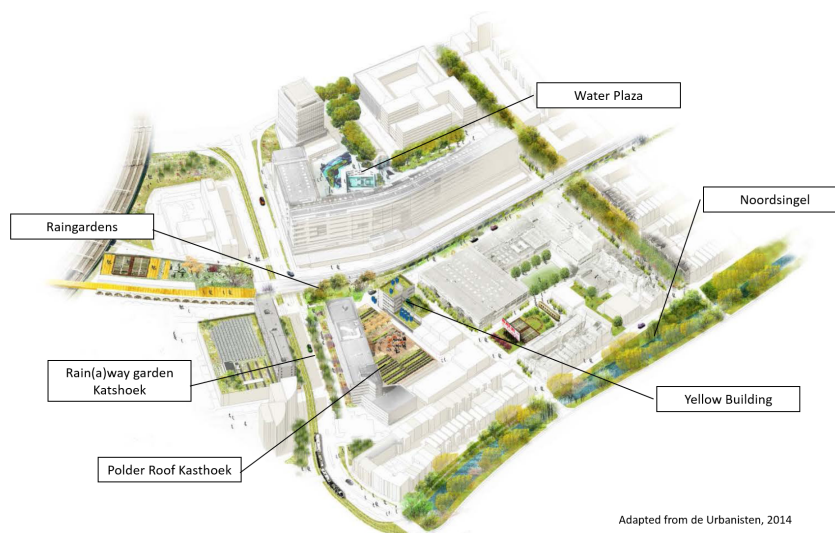 Water Plaza
Noordsingel
Raingardens
Rain(a)way garden
Katshoek
Yellow Building
Polder Roof Kasthoek
Adapted from de Urbanisten, 2014